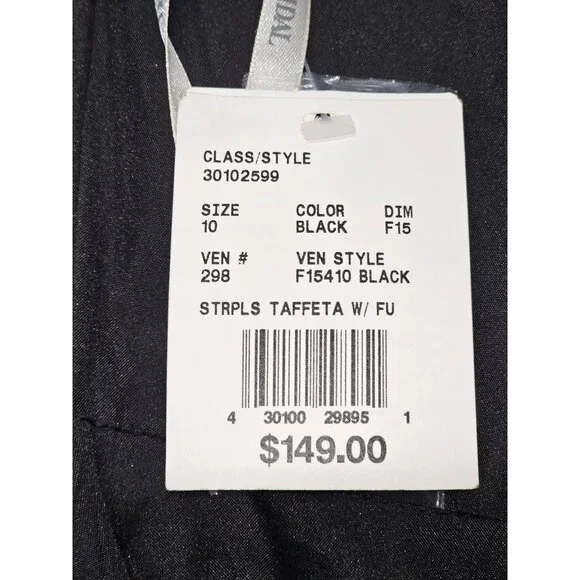 IDAL
CLASS/STYLE
30102599
SIZE COLOR DIM
10 BLACK F15
VEN # VEN STYLE
298 F15410 BLACK
STRPLS TAFFETA W/ FU
4 30100 29895 1
$149.00